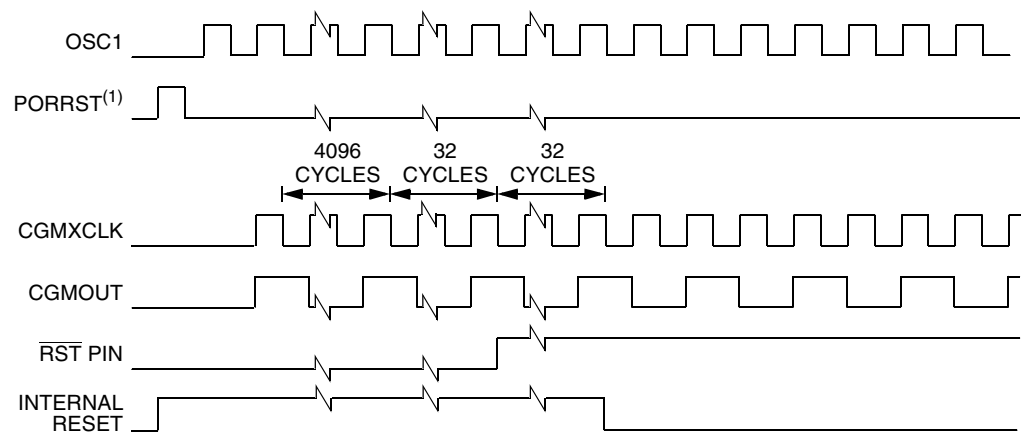 OSC1
PORRST(1)
4096
CYCLES
32
CYCLES
32
CYCLES
CGMXCLK
CGMOUT
RST PIN
INTERNAL
RESET